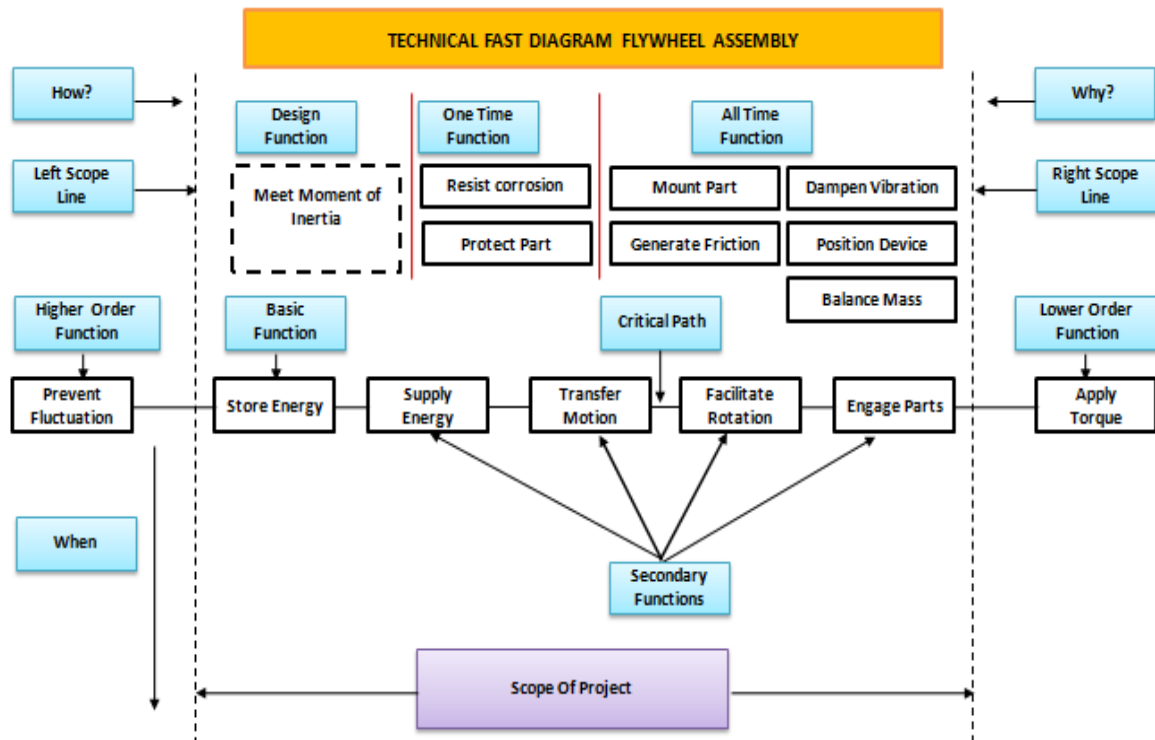 TECHNICAL FAST DIAGRAM FLYWHEEL ASSEMBLY
How?
Why?
Design
Function
One Time
Function
All Time
Function
Left Scope
Line
Right Scope
Line
Meet Moment of
Inertia
Resist corrosion
Mount Part
Dampen Vibration
Protect Part
Generate Friction
Position Device
Balance Mass
Higher Order
Function
Basic
Function
Critical Path
Lower Order
Function
Prevent
Fluctuation
Store Energy
Supply
Energy
Transfer
Motion
Facilitate
Rotation
Engage Parts
Apply
Torque
When
Secondary
Functions
Scope Of Project